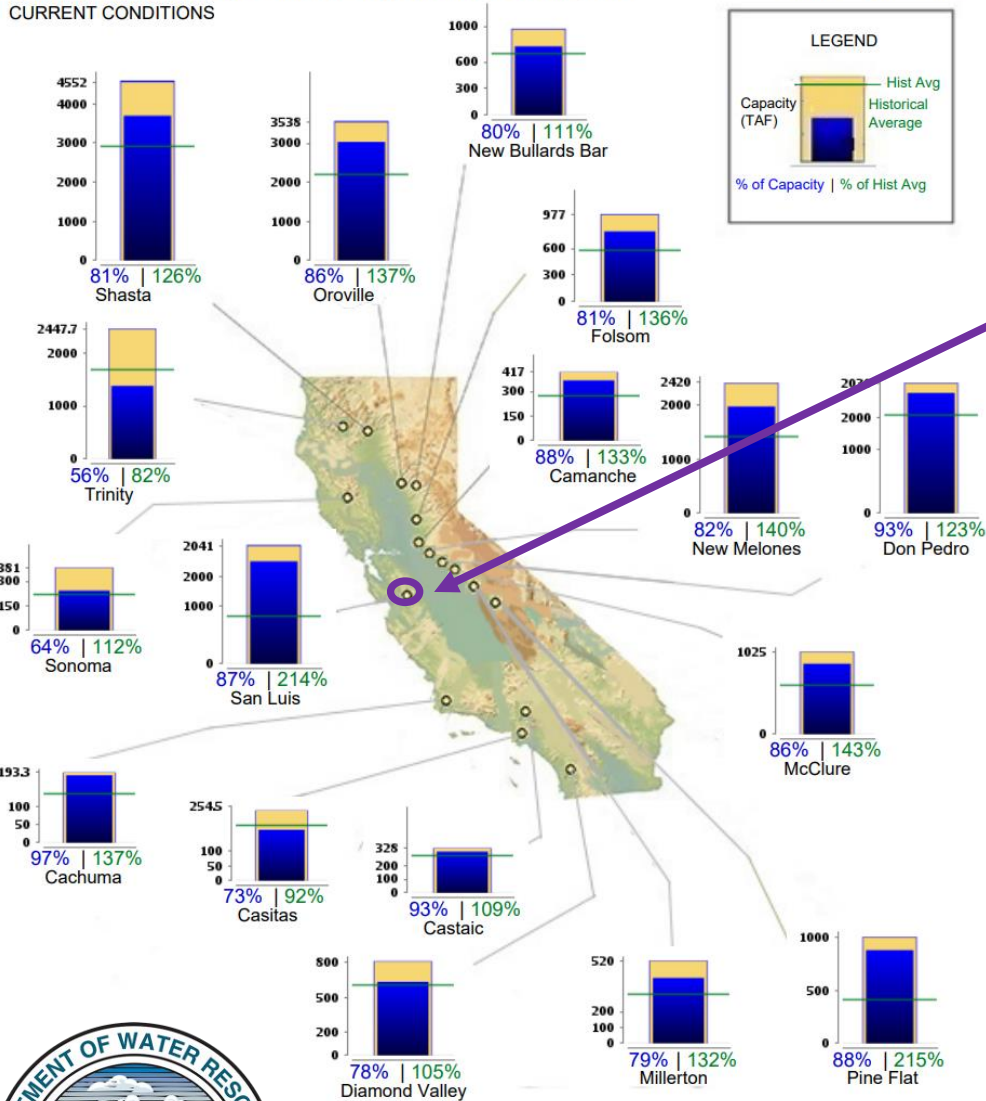 CURRENT CONDITIONS
LEGEND
Hist Avg
Capacity
(TAF)
Historical
Average
% of Capacity | % of Hist Avg
1000
600
300
0
80% | 111%
New Bullards Bar
4552
4000
3000
2000
1000
0
81% | 126%
Shasta
3538
3000
2000
1000
0
86% | 137%
Oroville
977
600
300
0
81% | 136%
Folsom
2447.7
2000
1000
0
56% | 82%
Trinity
417
300
150
0
88% | 133%
Camanche
2420
2000
1000
0
82% | 140%
New Melones
2000
1000
0
93% | 123%
Don Pedro
381
300
150
0
64% | 112%
Sonoma
2041
2000
1000
0
87% | 214%
San Luis
1025
0
86% | 143%
McClure
193.3
100
50
0
97% | 137%
Cachuma
254.5
100
50
0
73% | 92%
Casitas
328
200
100
0
93% | 109%
Castaic
800
500
200
0
78% | 105%
Diamond Valley
520
200
100
0
79% | 132%
Millerton
1000
500
0
88% | 215%
Pine Flat
OF WATER